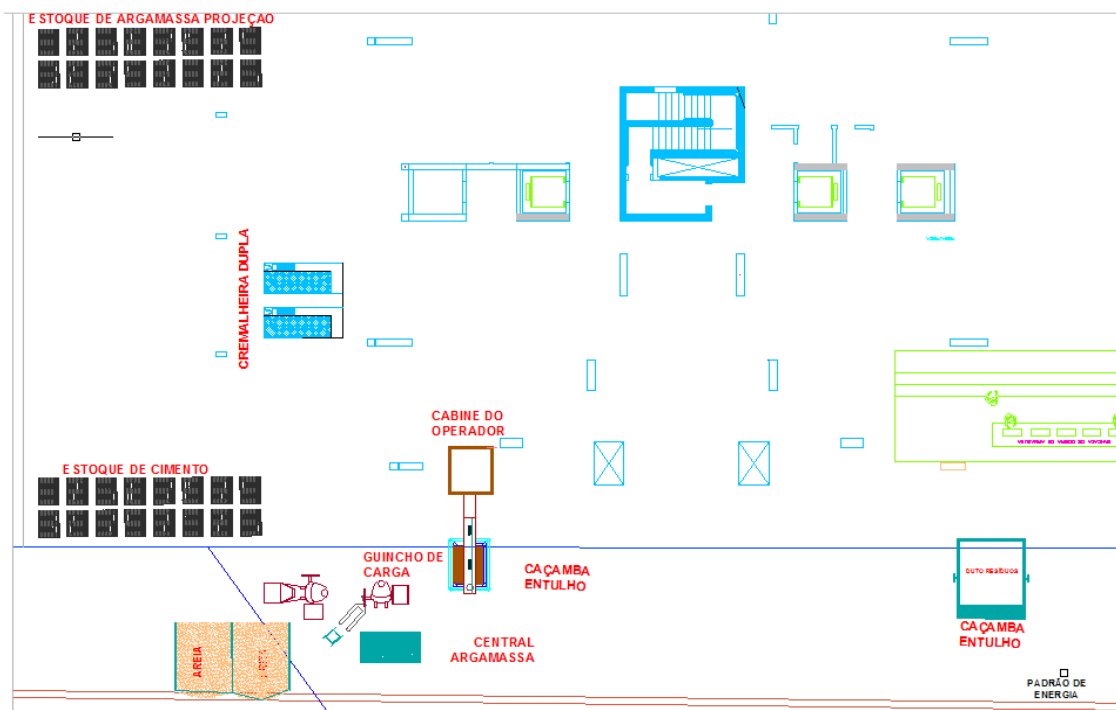 ESTOQUE DE ARGAMASSA PROJEÇAO
CREMALHEIRA DUPLA
CABINE DO
OPERADOR
ESTOQUE DE CIMENTO
GUINCHO DE
CARGA
CAÇAMBA
ENTULHO
DUTO RESÍDUOS
CAÇAMBA
ENTULHO
CENTRAL
ARGAMASSA
AREIA
PADRÃO DE
ENERGIA